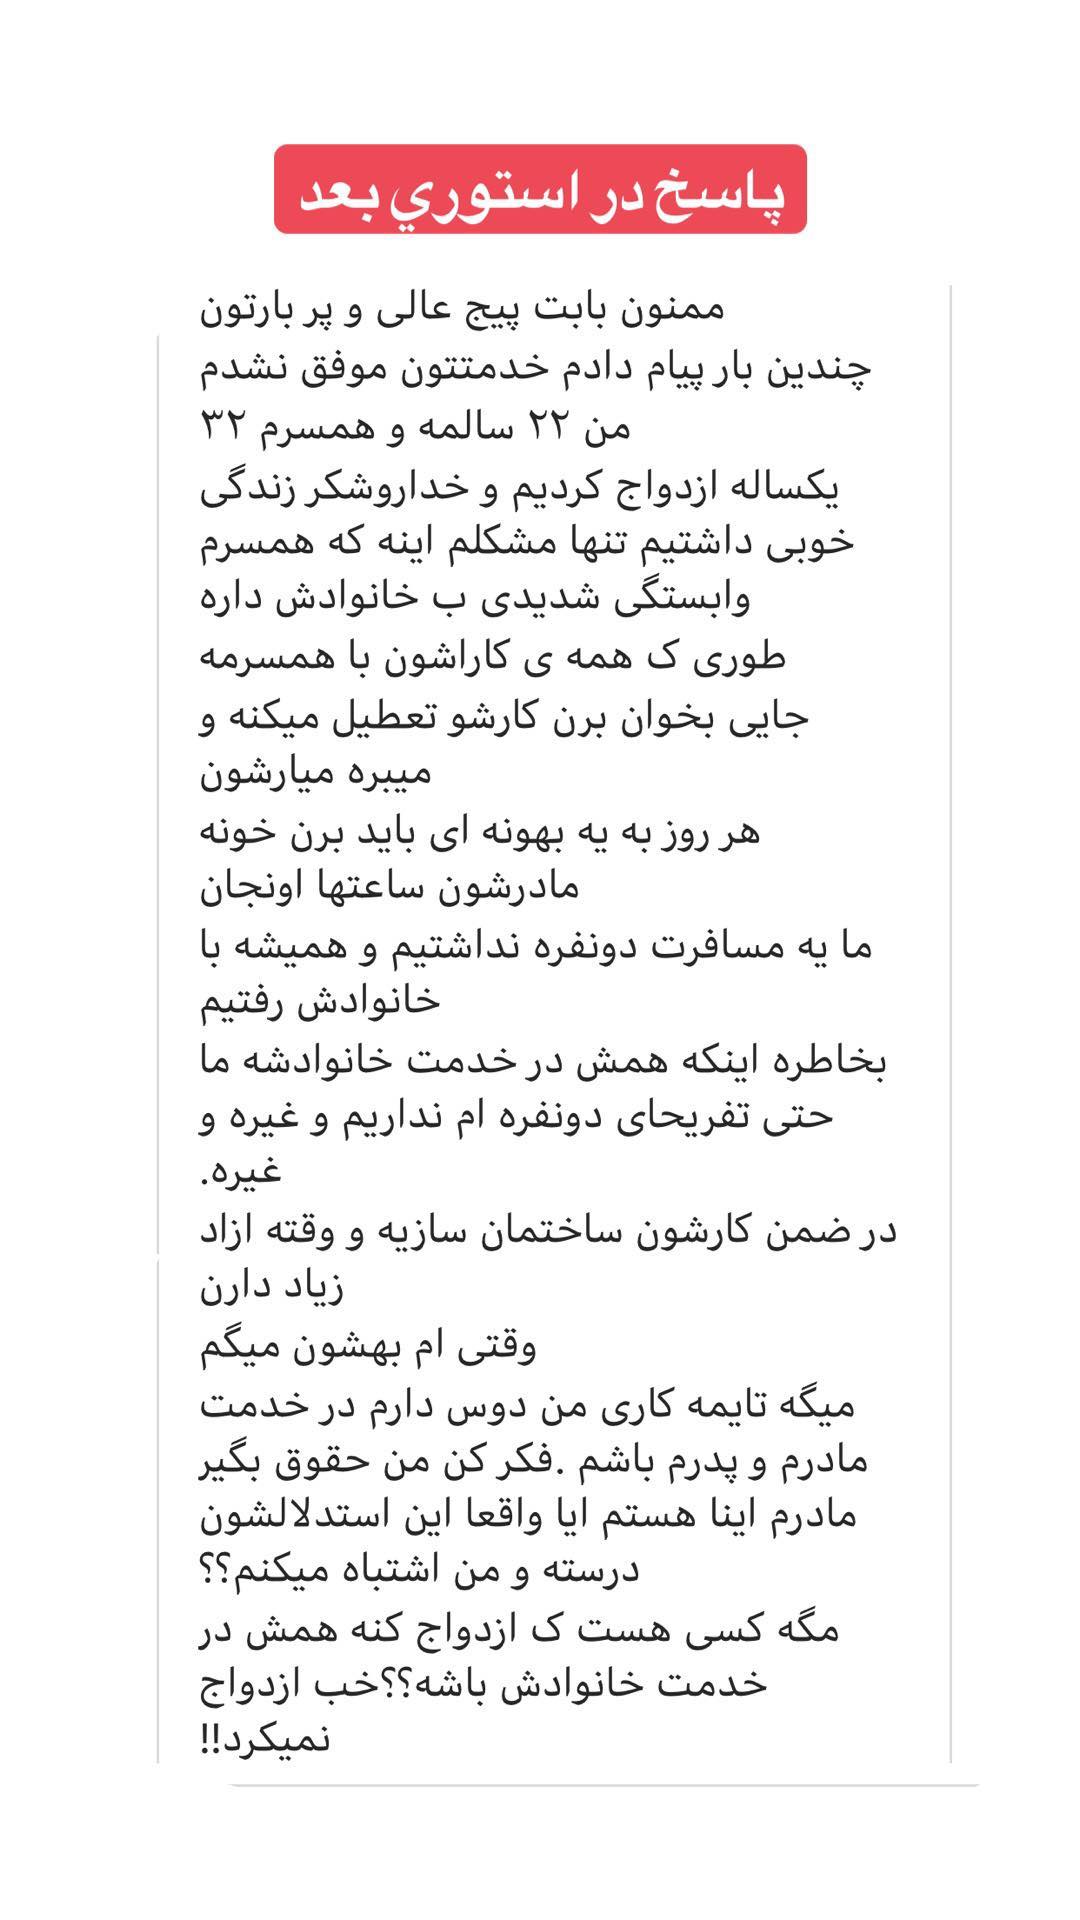 پاسخ در استوري بعد
ممنون بابت پیج عالی و پر بارتون
چندین بار پیام دادم خدمتتون موفق نشدم
من ۲۲ سالمه و همسرم ۳۲
یکساله ازدواج کردیم و خداروشکر زندگی
خوبی داشتیم تنها مشکلم اینه که همسرم
وابستگی شدیدی ب خانوادش داره
طوری ک همه ی کاراشون با همسرمه
جایی بخوان برن کارشو تعطیل میکنه و
میبره میارشون
هر روز به یه بهونه ای باید برن خونه
مادرشون ساعتها اونجان
ما یه مسافرت دونفره نداشتیم و همیشه با
خانوادش رفتیم
بخاطره اینکه همش در خدمت خانوادشه ما
حتی تفریحای دونفره ام نداریم و غیره و
غیره.
در ضمن کارشون ساختمان سازیه و وقته ازاد
زیاد دارن
وقتی ام بهشون میگم
میگه تایمه کاری من دوس دارم در خدمت
مادرم و پدرم باشم .فکر کن من حقوق بگیر
مادرم اینا هستم ایا واقعا این استدلالشون
درسته و من اشتباه میکنم؟؟
مگه کسی هست ک ازدواج کنه همش در
خدمت خانوادش باشه؟؟خب ازدواج
نمیکرد!!